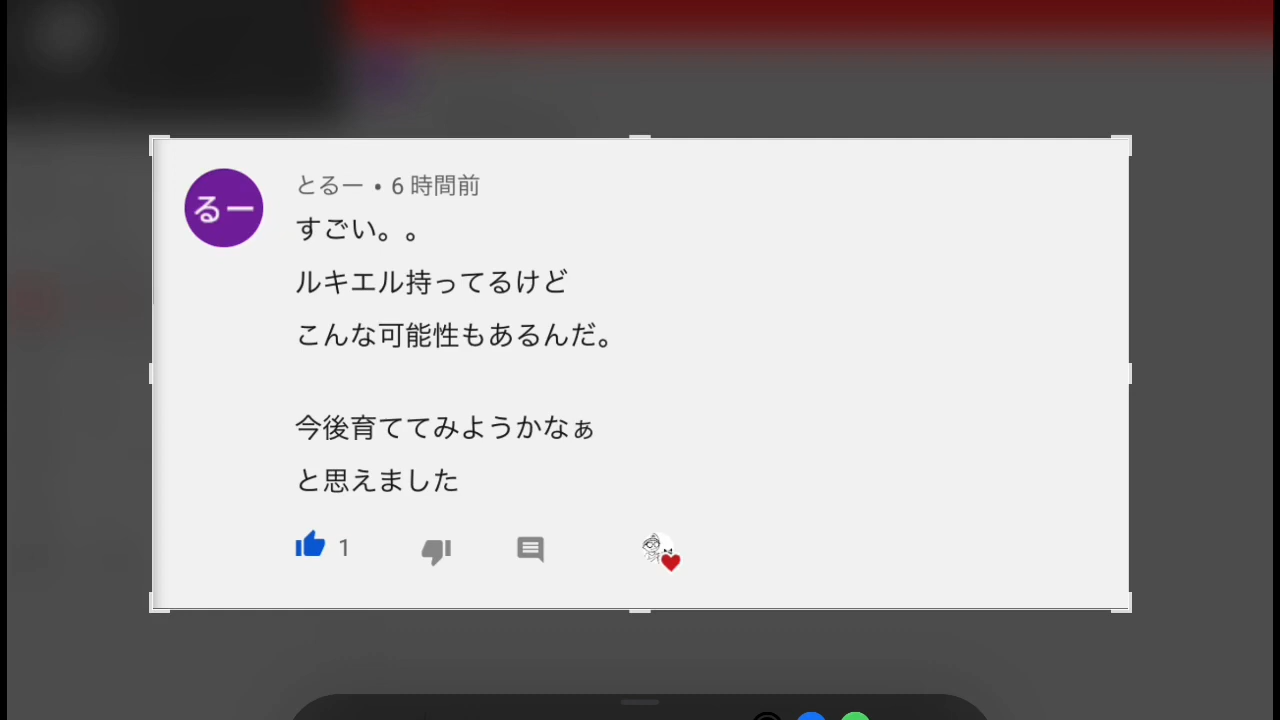 るー
とるー • 6 時間前
すごい。。
ルキエル持ってるけど
こんな可能性もあるんだ。
今後育ててみようかなぁ
と思えました
1